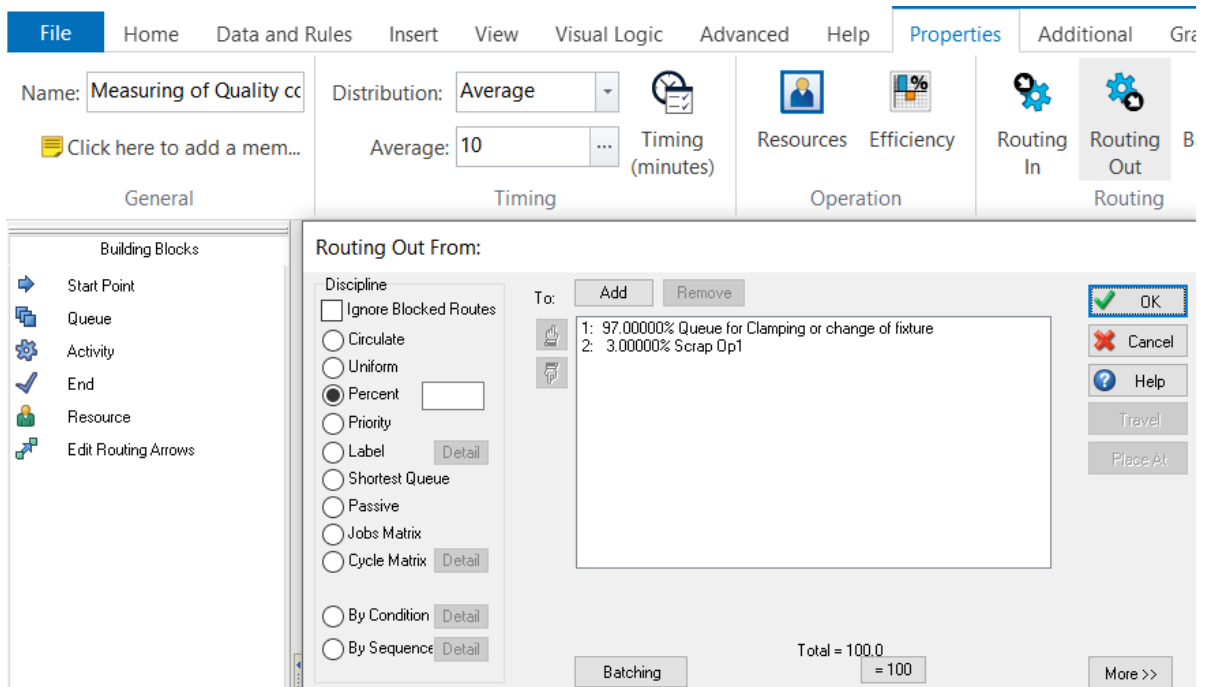 File Home Data and Rules Insert View Visual Logic Advanced Help Properties Additional Gra
Name: Measuring of Quality cc Distribution: Average
Click here to add a mem... Average: 10 ... Timing (minutes) Resources Efficiency Routing In Routing Out B
General Timing Operation Routing
Building Blocks
Start Point
Queue
Activity
End
Resource
Edit Routing Arrows
Routing Out From:
Discipline
Ignore Blocked Routes
Circulate
Uniform
Percent
Priority
Label Detail
Shortest Queue
Passive
Jobs Matrix
Cycle Matrix Detail
By Condition Detail
By Sequence Detail
To: Add Remove
1: 97.00000% Queue for Clamping or change of fixture
2: 3.00000% Scrap Op1
OK
Cancel
Help
Travel
Place At
Total = 100.0
Batching = 100 More >>